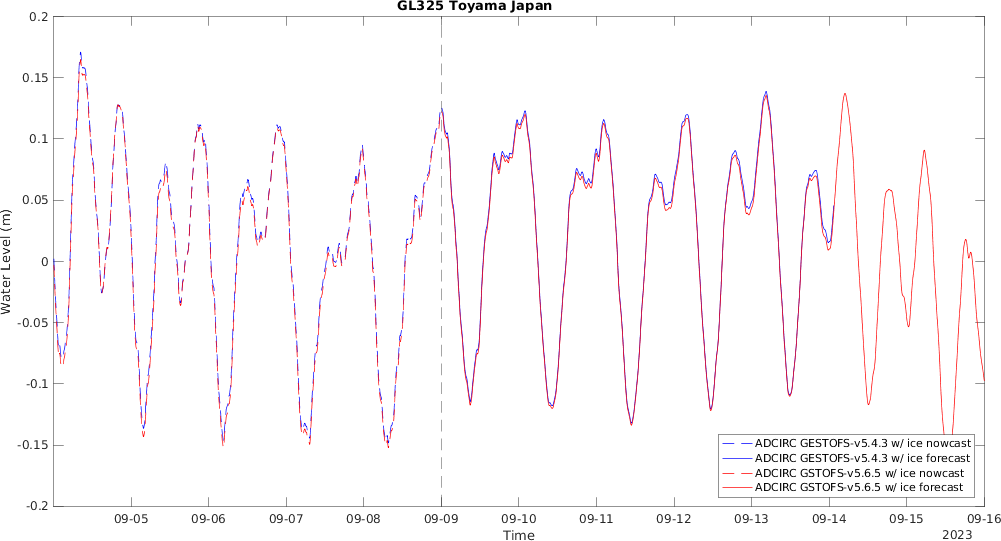 GL325 Toyama Japan
0.2
0.15
0.1
0.05
0
-0.05
-0.1
-0.15
-0.2
Water Level (m)
09-05 09-06 09-07 09-08 09-09 09-10 09-11 09-12 09-13 09-14 09-15 09-16
Time
2023
ADCIRC GESTOFS-v5.4.3 w/ ice nowcast
ADCIRC GESTOFS-v5.4.3 w/ ice forecast
ADCIRC GSTOFS-v5.6.5 w/ ice nowcast
ADCIRC GSTOFS-v5.6.5 w/ ice forecast